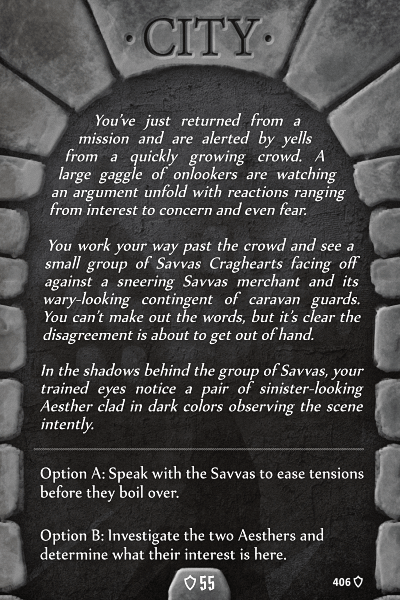 ·CITY·
You've just returned from a
mission and are alerted by yells
from a quickly growing crowd. A
large gaggle of onlookers are watching
an argument unfold with reactions ranging
from interest to concern and even fear.
You work your way past the crowd and see a
small group of Savvas Craghearts facing off
against a sneering Savvas merchant and its
wary-looking contingent of caravan guards.
You can't make out the words, but it's clear the
disagreement is about to get out of hand.
In the shadows behind the group of Savvas, your
trained eyes notice a pair of sinister-looking
Aesther clad in dark colors observing the scene
intently.
Option A: Speak with the Savvas to ease tensions
before they boil over.
Option B: Investigate the two Aesthers and
determine what their interest is here.
55
406